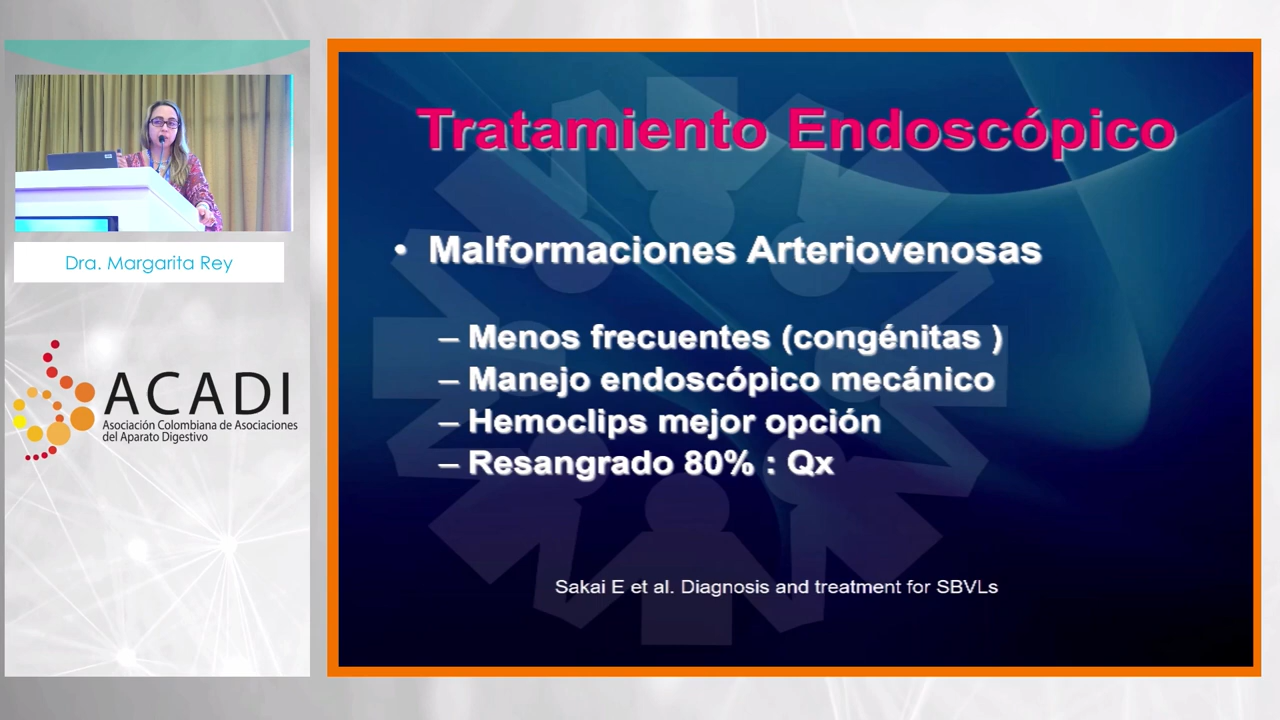 Dra. Margarita Rey
ACADI
Asociación Colombiana de Asociaciones
del Aparato Digestivo
Tratamiento Endoscópico
• Malformaciones Arteriovenosas
– Menos frecuentes (congénitas )
– Manejo endoscópico mecánico
– Hemoclips mejor opción
– Resangrado 80% : Qx
Sakai E et al. Diagnosis and treatment for SBVLs